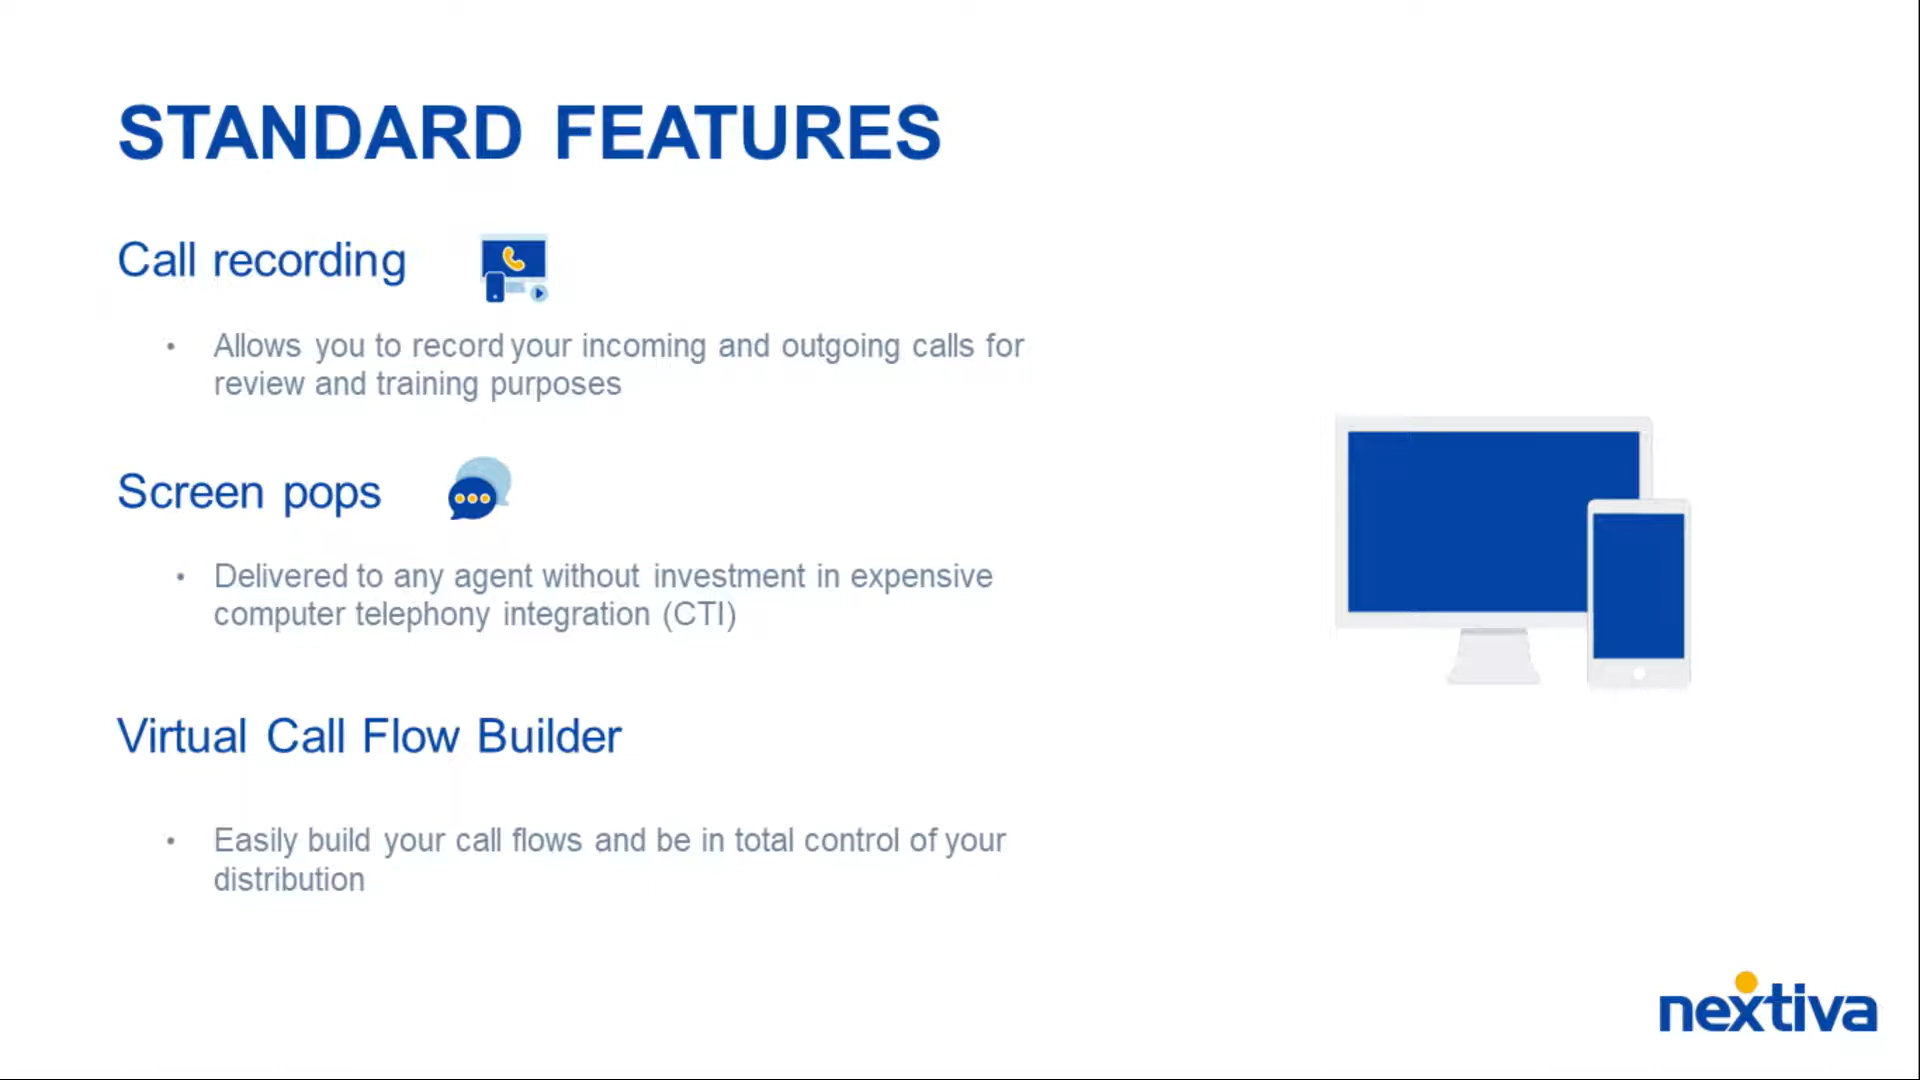 STANDARD FEATURES
Call recording
• Allows you to record your incoming and outgoing calls for
review and training purposes
Screen pops
• Delivered to any agent without investment in expensive
computer telephony integration (CTI)
Virtual Call Flow Builder
• Easily build your call flows and be in total control of your
distribution
nextiva